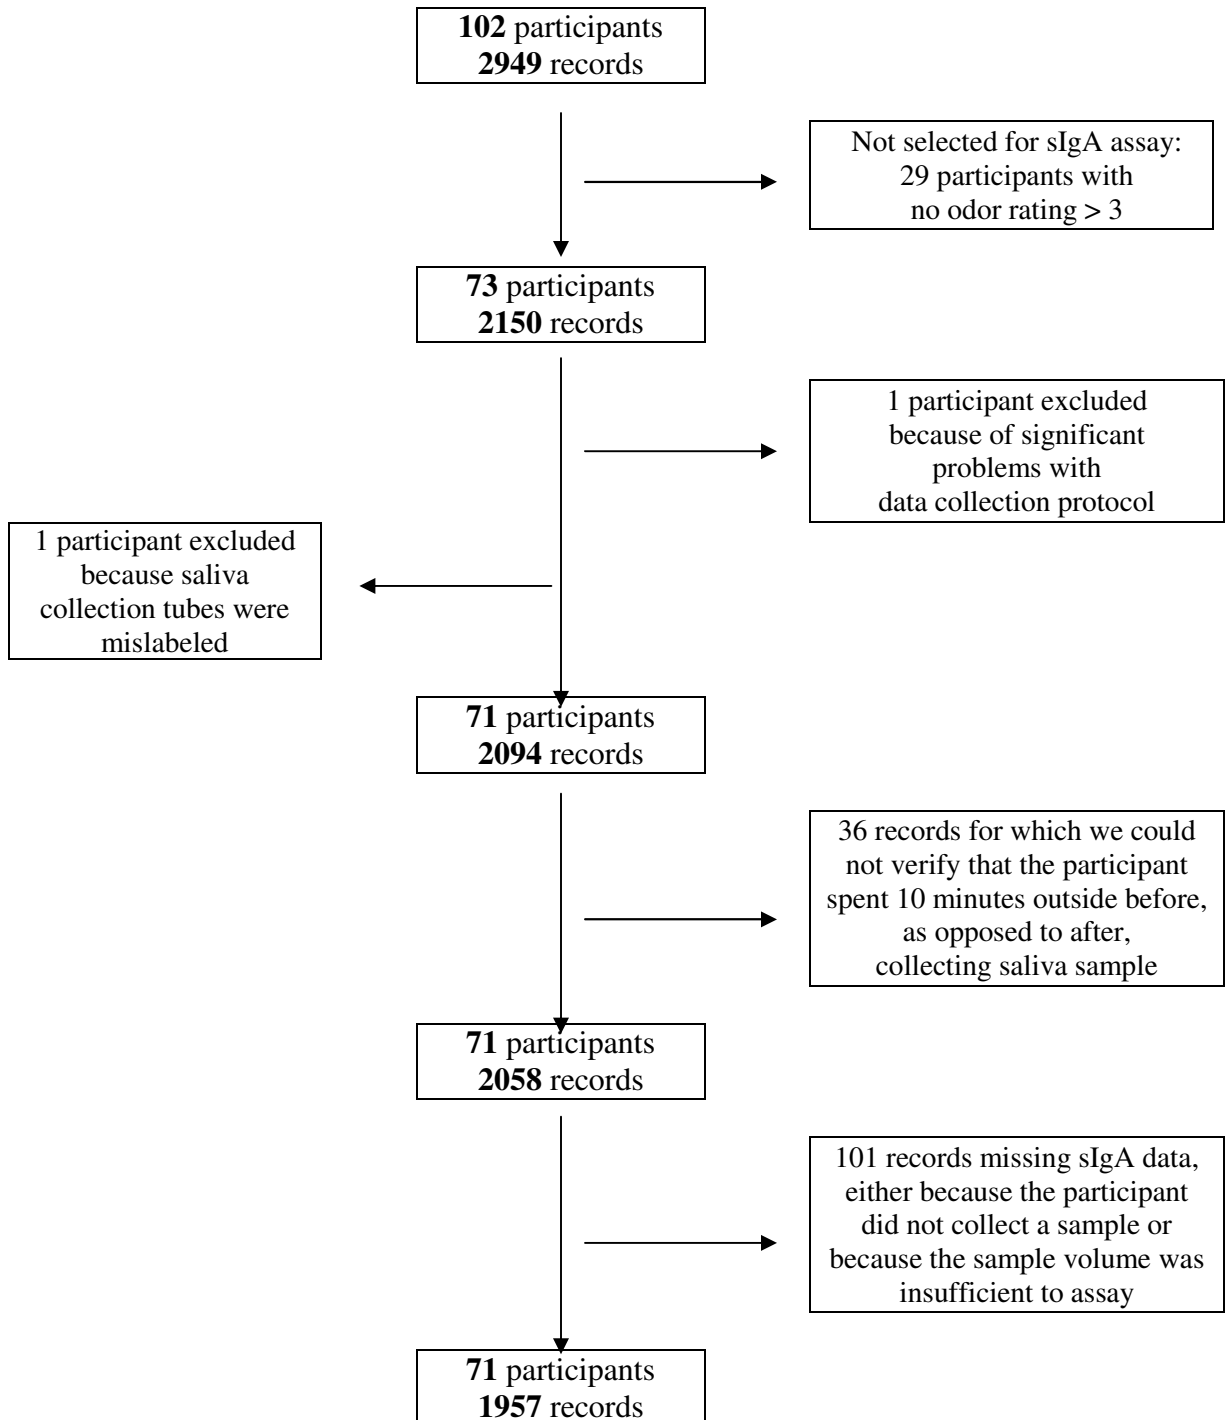 102 participants
2949 records
Not selected for sIgA assay:
29 participants with
no odor rating > 3
73 participants
2150 records
1 participant excluded
because of significant
problems with
data collection protocol
1 participant excluded
because saliva
collection tubes were
mislabeled
71 participants
2094 records
36 records for which we could
not verify that the participant
spent 10 minutes outside before,
as opposed to after,
collecting saliva sample
71 participants
2058 records
101 records missing sIgA data,
either because the participant
did not collect a sample or
because the sample volume was
insufficient to assay
71 participants
1957 records